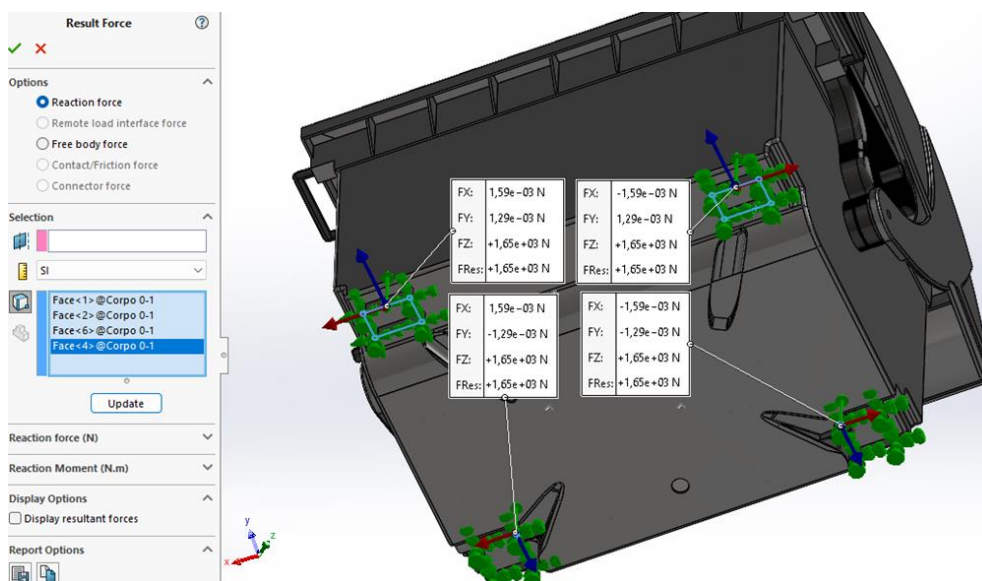 Result Force
Options
Reaction force
Remote load interface force
Free body force
Contact/Friction force
Connector force
Selection
SI
Face<1>@Corpo 0-1
Face<2>@Corpo 0-1
Face<6>@Corpo 0-1
Face<4>@Corpo 0-1
Update
Reaction force (N)
Reaction Moment (N.m)
Display Options
Display resultant forces
Report Options
FX: 1,59e-03 N
FY: 1,29e-03 N
FZ: +1,65e+03 N
FRes: +1,65e+03 N
FX: -1,59e-03 N
FY: 1,29e-03 N
FZ: +1,65e+03 N
FRes: +1,65e+03 N
FX: 1,59e-03 N
FY: -1,29e-03 N
FZ: +1,65e+03 N
FRes: +1,65e+03 N
FX: -1,59e-03 N
FY: -1,29e-03 N
FZ: +1,65e+03 N
FRes: +1,65e+03 N
y
z
x